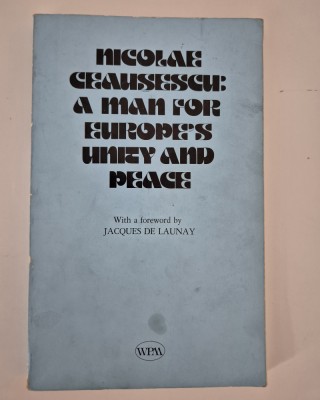 NICOLAE
CEAUSESCU:
A MAN FOR
EUROPE'S
UNITY AND
PEACE
With a foreword by
JACQUES DE LAUNAY
WPM